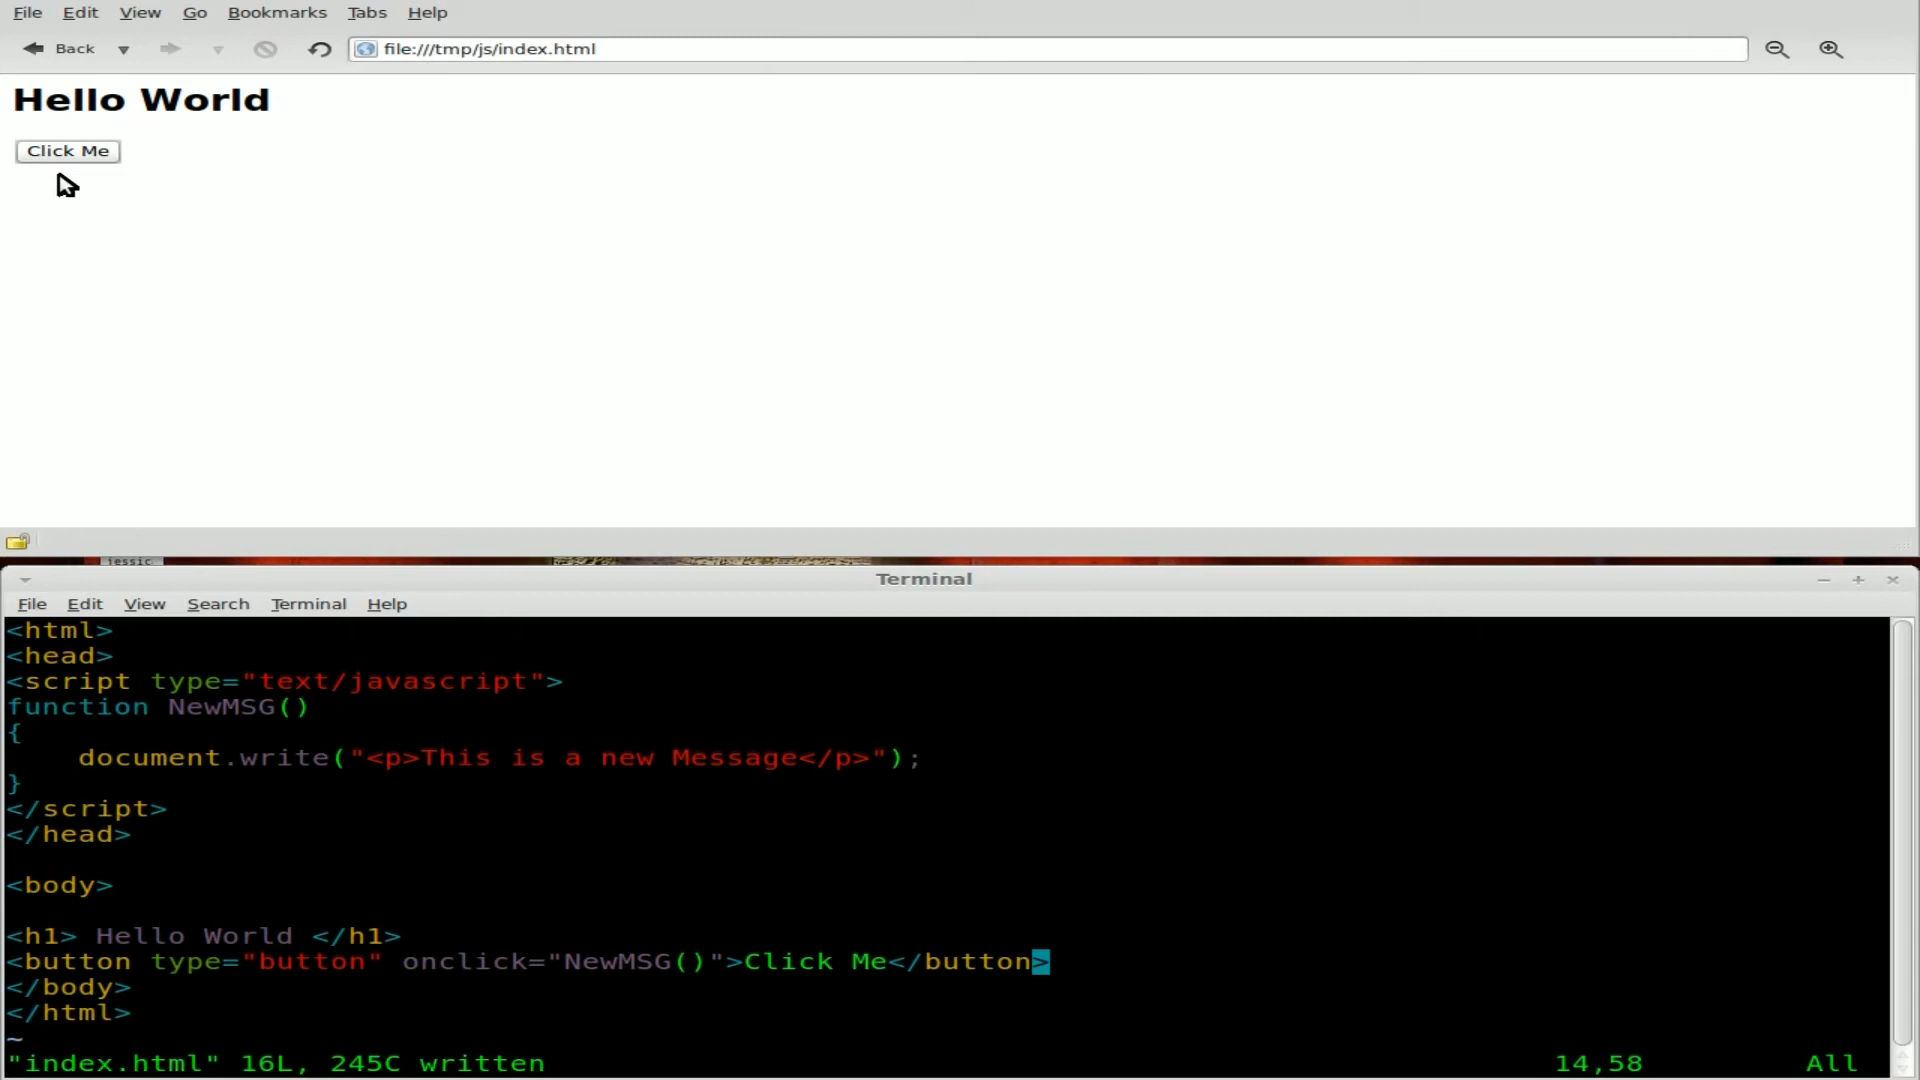 File Edit View Go Bookmarks Tabs Help
Back file:///tmp/js/index.html
Hello World
Click Me
jessic
Terminal
File Edit View Search Terminal Help
<html>
<head>
<script type="text/javascript">
function NewMSG()
{
    document.write("<p>This is a new Message</p>");
}
</script>
</head>
<body>
<h1> Hello World </h1>
<button type="button" onclick="NewMSG()">Click Me</button>
</body>
</html>
~
"index.html" 16L, 245C written 14,58 All